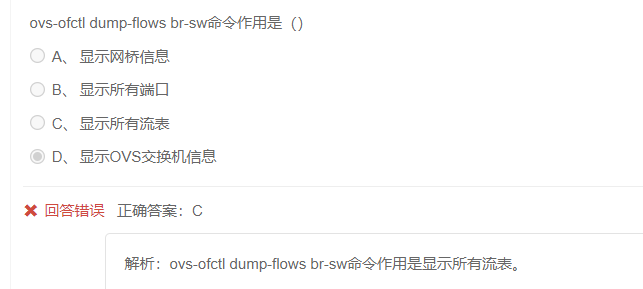 ovs-ofctl dump-flows br-sw命令作用是（）
A、 显示网桥信息
B、 显示所有端口
C、 显示所有流表
D、 显示OVS交换机信息
回答错误 正确答案：C
解析：ovs-ofctl dump-flows br-sw命令作用是显示所有流表。